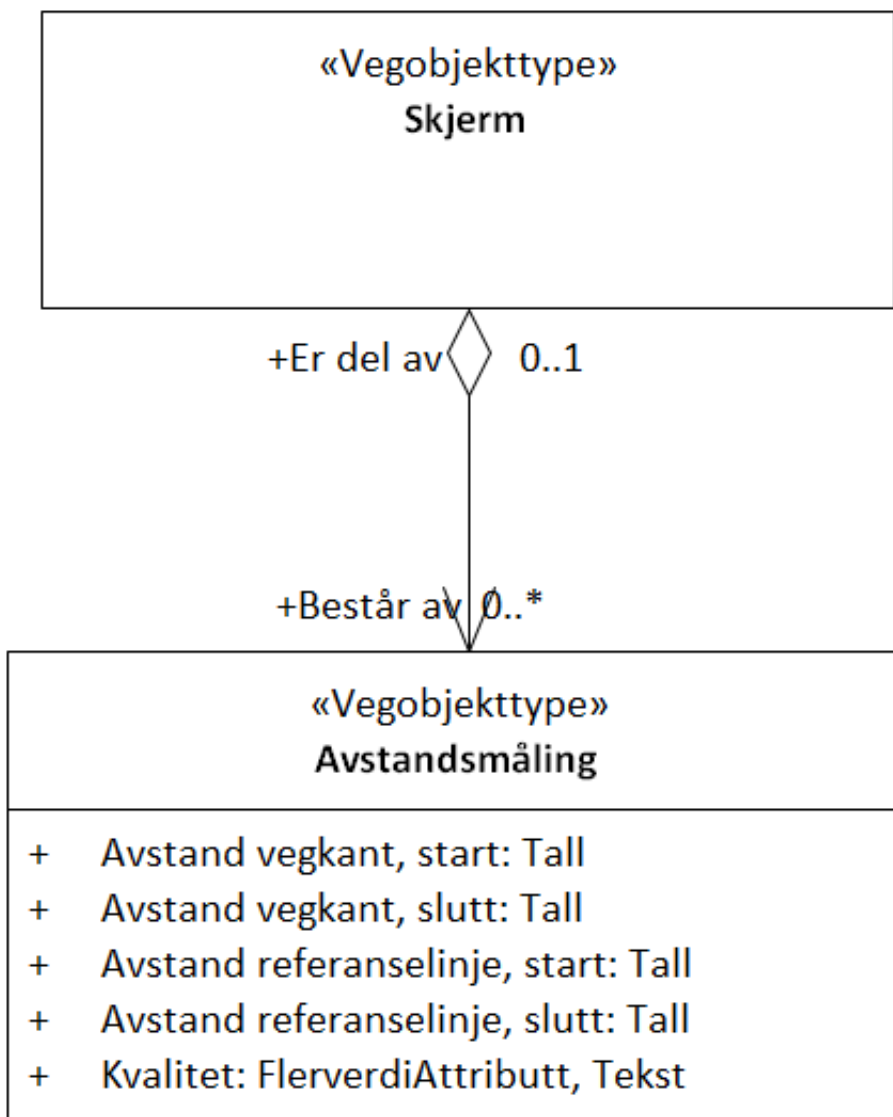 «Vegobjekttype»
Skjerm
+Er del av 0..1
+Består av 0..*
«Vegobjekttype»
Avstandsmåling
+ Avstand vegkant, start: Tall
+ Avstand vegkant, slutt: Tall
+ Avstand referanselinje, start: Tall
+ Avstand referanselinje, slutt: Tall
+ Kvalitet: FlerverdiAttributt, Tekst